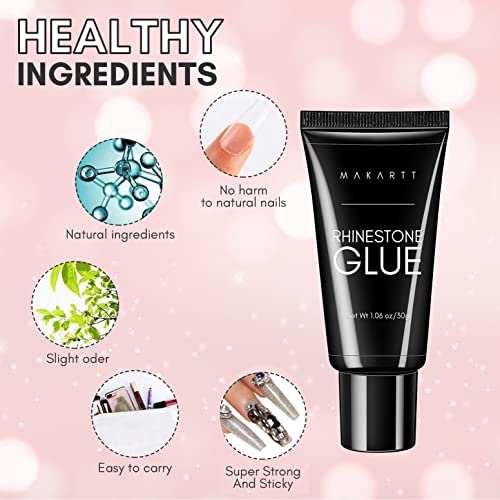 HEALTHY
INGREDIENTS
No harm
to natural nails
Natural ingredients
Slight oder
Easy to carry
Super Strong
And Sticky
MAKARTT
RHINESTONE
GLUE
Net Wt 1.06 oz/30g